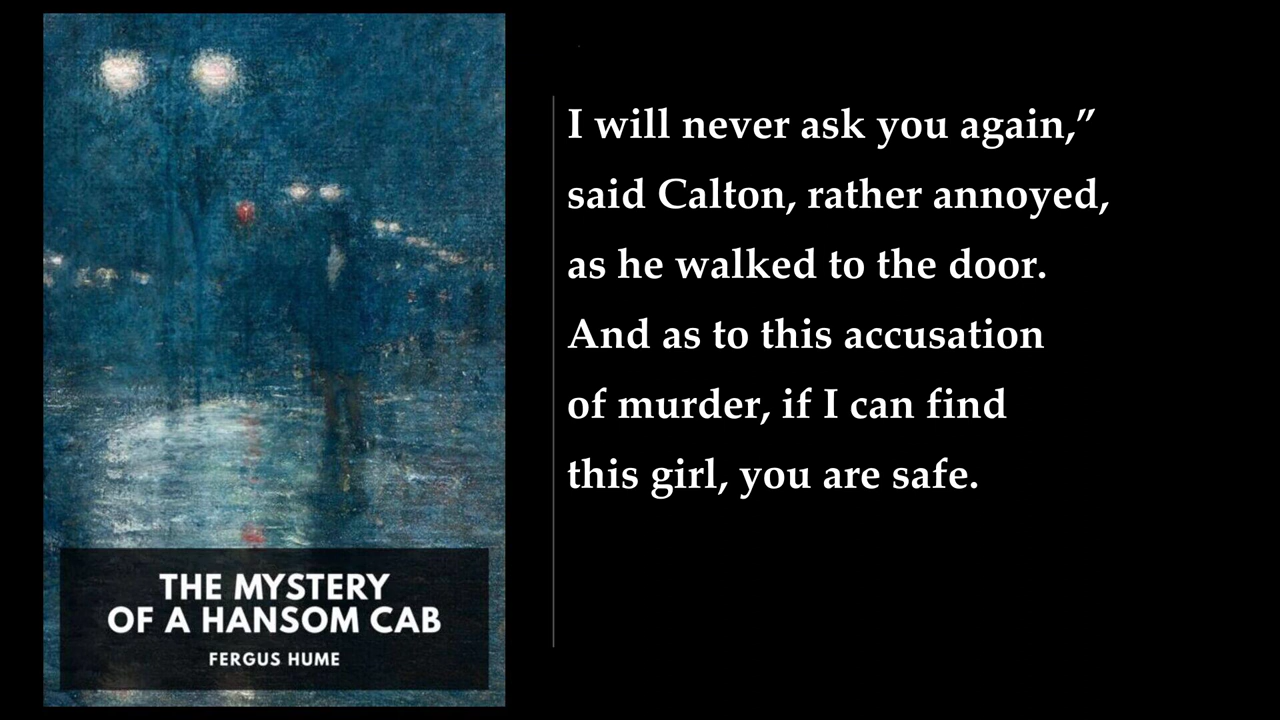 THE MYSTERY
OF A HANSOM CAB
FERGUS HUME
I will never ask you again,”
said Calton, rather annoyed,
as he walked to the door.
And as to this accusation
of murder, if I can find
this girl, you are safe.